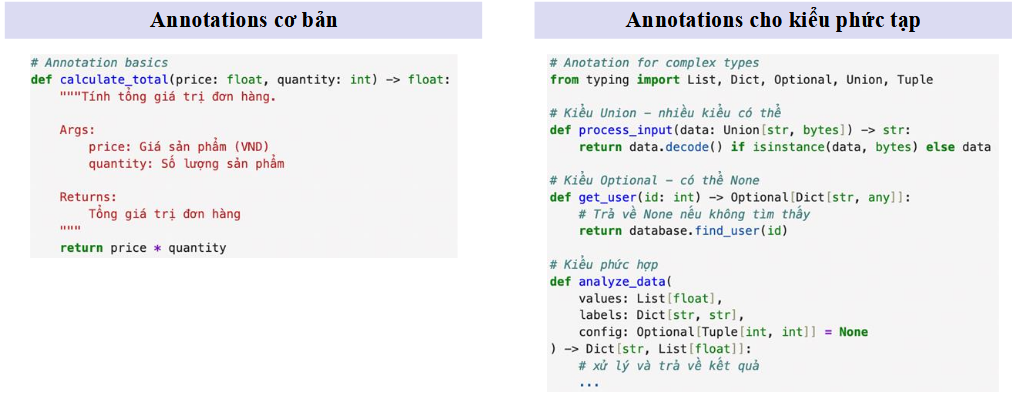 Annotations cơ bản
# Annotation basics
def calculate_total(price: float, quantity: int) -> float:
    """Tính tổng giá trị đơn hàng.
    Args:
        price: Giá sản phẩm (VND)
        quantity: Số lượng sản phẩm
    Returns:
        Tổng giá trị đơn hàng
    """
    return price * quantity
Annotations cho kiểu phức tạp
# Anotation for complex types
from typing import List, Dict, Optional, Union, Tuple
# Kiểu Union – nhiều kiểu có thể
def process_input(data: Union[str, bytes]) -> str:
    return data.decode() if isinstance(data, bytes) else data
# Kiểu Optional – có thể None
def get_user(id: int) -> Optional[Dict[str, any]]:
    # Trả về None nếu không tìm thấy
    return database.find_user(id)
# Kiểu phức hợp
def analyze_data(
    values: List[float],
    labels: Dict[str, str],
    config: Optional[Tuple[int, int]] = None
) -> Dict[str, List[float]]:
    # xử lý và trả về kết quả
    ...